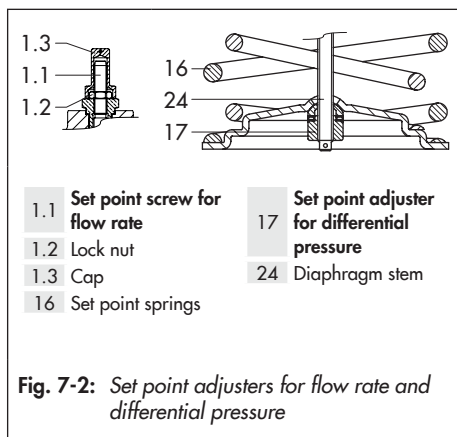 1.3
1.1
1.2
16
24
17
1.1 Set point screw for
flow rate
1.2 Lock nut
1.3 Cap
16 Set point springs
17 Set point adjuster
for differential
pressure
24 Diaphragm stem
Fig. 7-2: Set point adjusters for flow rate and
differential pressure